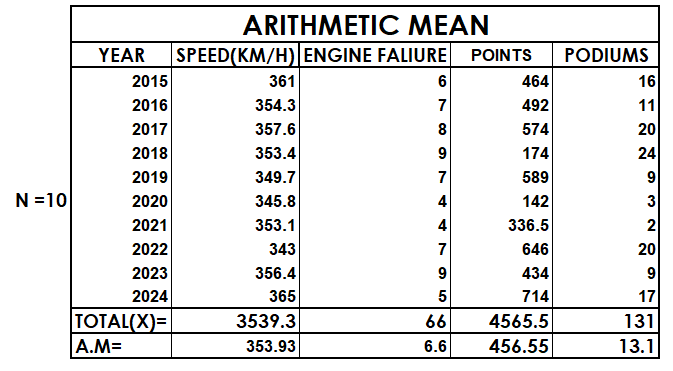 ARITHMETIC MEAN
YEAR SPEED(KM/H) ENGINE FALIURE POINTS PODIUMS
2015 361 6 464 16
2016 354.3 7 492 11
2017 357.6 8 574 20
2018 353.4 9 174 24
2019 349.7 7 589 9
N =10 2020 345.8 4 142 3
2021 353.1 4 336.5 2
2022 343 7 646 20
2023 356.4 9 434 9
2024 365 5 714 17
TOTAL(X)= 3539.3 66 4565.5 131
A.M= 353.93 6.6 456.55 13.1